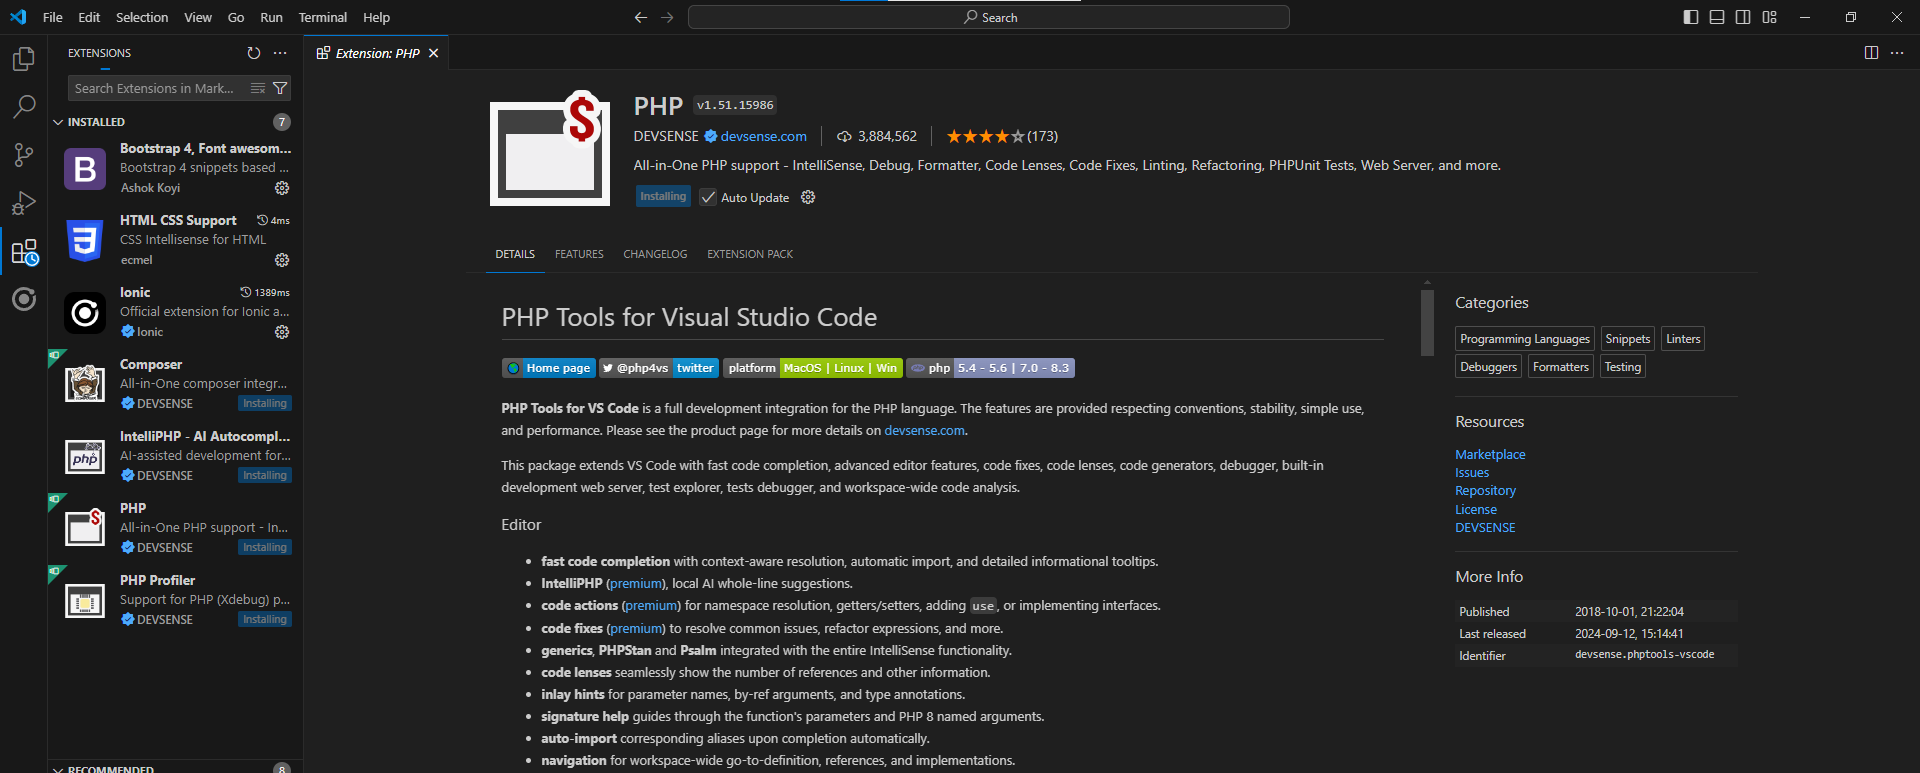 File Edit Selection View Go Run Terminal Help
Search
EXTENSIONS
Search Extensions in Mark...
INSTALLED 7
Bootstrap 4, Font awesom...
Bootstrap 4 snippets based ...
Ashok Koyi
HTML CSS Support 4ms
CSS Intellisense for HTML
ecmel
Ionic 1389ms
Official extension for Ionic a...
Ionic
Composer
All-in-One composer integr...
DEVSENSE Installing
IntelliPHP - AI Autocompl...
AI-assisted development for...
DEVSENSE Installing
PHP
All-in-One PHP support - In...
DEVSENSE Installing
PHP Profiler
Support for PHP (Xdebug) p...
DEVSENSE Installing
RECOMMENDED 8
Extension: PHP
PHP v1.51.15986
DEVSENSE devsense.com 3,884,562 (173)
All-in-One PHP support - IntelliSense, Debug, Formatter, Code Lenses, Code Fixes, Linting, Refactoring, PHPUnit Tests, Web Server, and more.
Installing Auto Update
DETAILS FEATURES CHANGELOG EXTENSION PACK
PHP Tools for Visual Studio Code
Home page @php4vs twitter platform MacOS | Linux | Win php 5.4 - 5.6 | 7.0 - 8.3
PHP Tools for VS Code is a full development integration for the PHP language. The features are provided respecting conventions, stability, simple use,
and performance. Please see the product page for more details on devsense.com.
This package extends VS Code with fast code completion, advanced editor features, code fixes, code lenses, code generators, debugger, built-in
development web server, test explorer, tests debugger, and workspace-wide code analysis.
Editor
• fast code completion with context-aware resolution, automatic import, and detailed informational tooltips.
• IntelliPHP (premium), local AI whole-line suggestions.
• code actions (premium) for namespace resolution, getters/setters, adding use, or implementing interfaces.
• code fixes (premium) to resolve common issues, refactor expressions, and more.
• generics, PHPStan and Psalm integrated with the entire IntelliSense functionality.
• code lenses seamlessly show the number of references and other information.
• inlay hints for parameter names, by-ref arguments, and type annotations.
• signature help guides through the function's parameters and PHP 8 named arguments.
• auto-import corresponding aliases upon completion automatically.
• navigation for workspace-wide go-to-definition, references, and implementations.
Categories
Programming Languages Snippets Linters
Debuggers Formatters Testing
Resources
Marketplace
Issues
Repository
License
DEVSENSE
More Info
Published 2018-10-01, 21:22:04
Last released 2024-09-12, 15:14:41
Identifier devsense.phptools-vscode